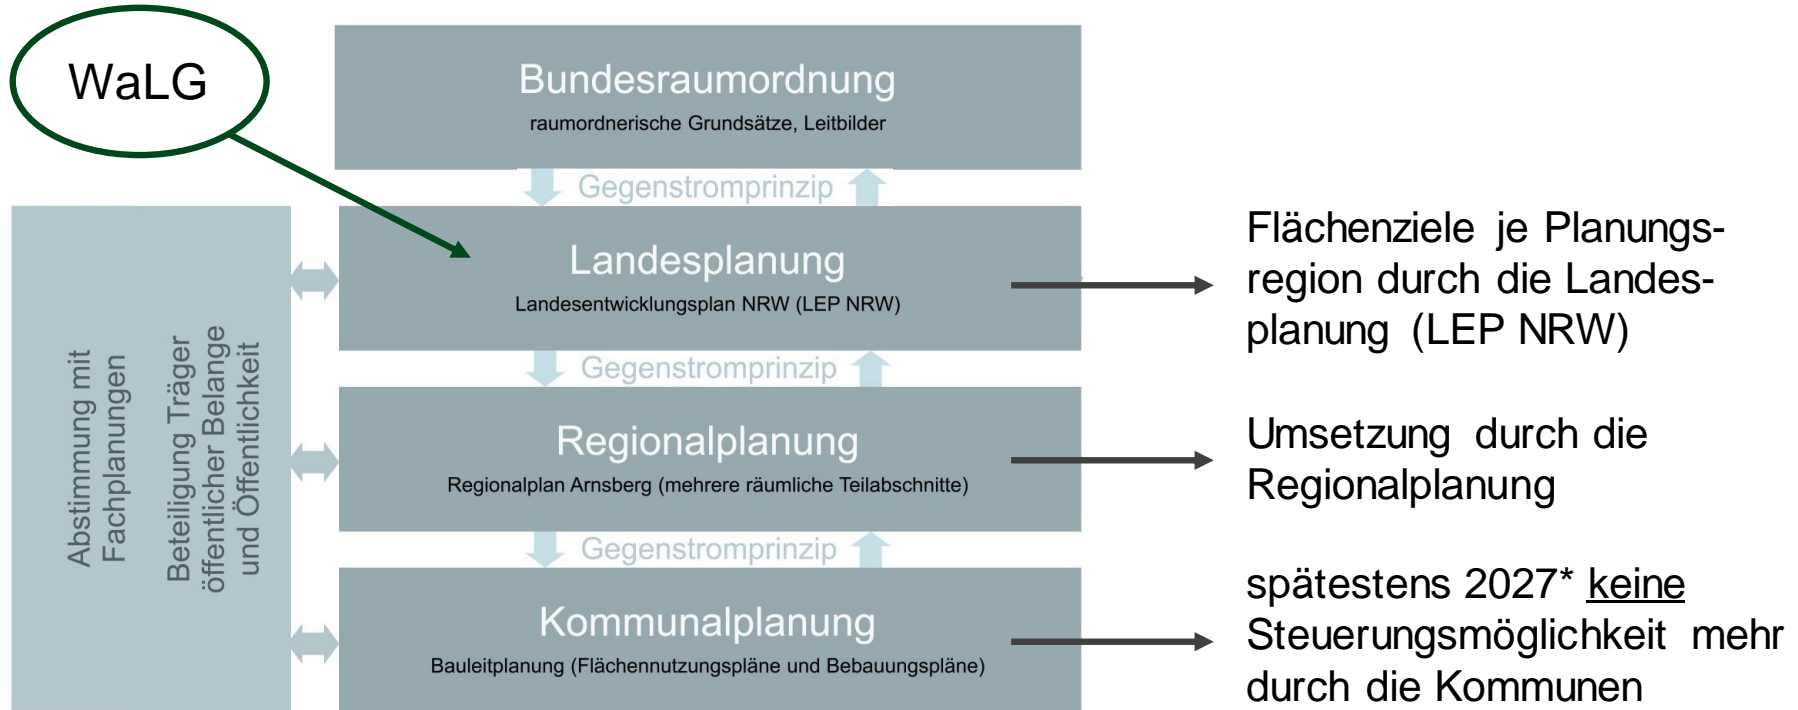 WaLG
Bundesraumordnung
raumordnerische Grundsätze, Leitbilder
Gegenstromprinzip
Landesplanung
Landesentwicklungsplan NRW (LEP NRW)
Gegenstromprinzip
Regionalplanung
Regionalplan Arnsberg (mehrere räumliche Teilabschnitte)
Gegenstromprinzip
Kommunalplanung
Bauleitplanung (Flächennutzungspläne und Bebauungspläne)
Abstimmung mit
Fachplanungen
Beteiligung Träger
öffentlicher Belange
und Öffentlichkeit
Flächenziele je Planungs-
region durch die Landes-
planung (LEP NRW)
Umsetzung durch die
Regionalplanung
spätestens 2027* keine
Steuerungsmöglichkeit mehr
durch die Kommunen